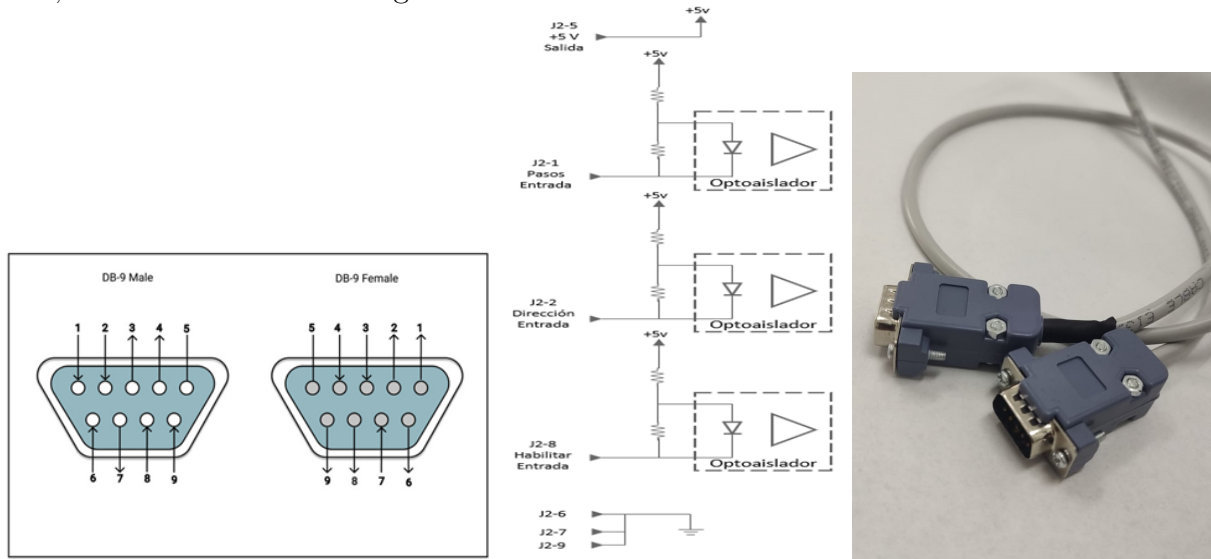 DB-9 Male
DB-9 Female
1 2 3 4 5
5 4 3 2 1
6 7 8 9
9 8 7 6
+5v
J2-5
+5 V
Salida
+5v
J2-1
Pasos
Entrada
Optoaislador
+5v
J2-2
Dirección
Entrada
Optoaislador
+5v
J2-8
Habilitar
Entrada
Optoaislador
J2-6
J2-7
J2-9
CABLE